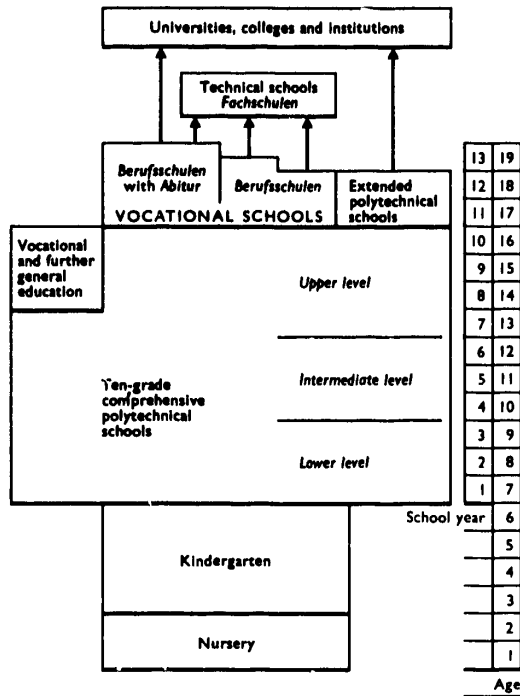 Universities, colleges and institutions
Technical schools
Fachschulen
Berufsschulen
with Abitur
Berufsschulen
VOCATIONAL SCHOOLS
Extended
polytechnical
schools
Vocational
and further
general
education
Upper level
Intermediate level
Lower level
Ten-grade
comprehensive
polytechnical
schools
Kindergarten
Nursery
13 19
12 18
11 17
10 16
9 15
8 14
7 13
6 12
5 11
4 10
3 9
2 8
1 7
School year 6
5
4
3
2
1
Age